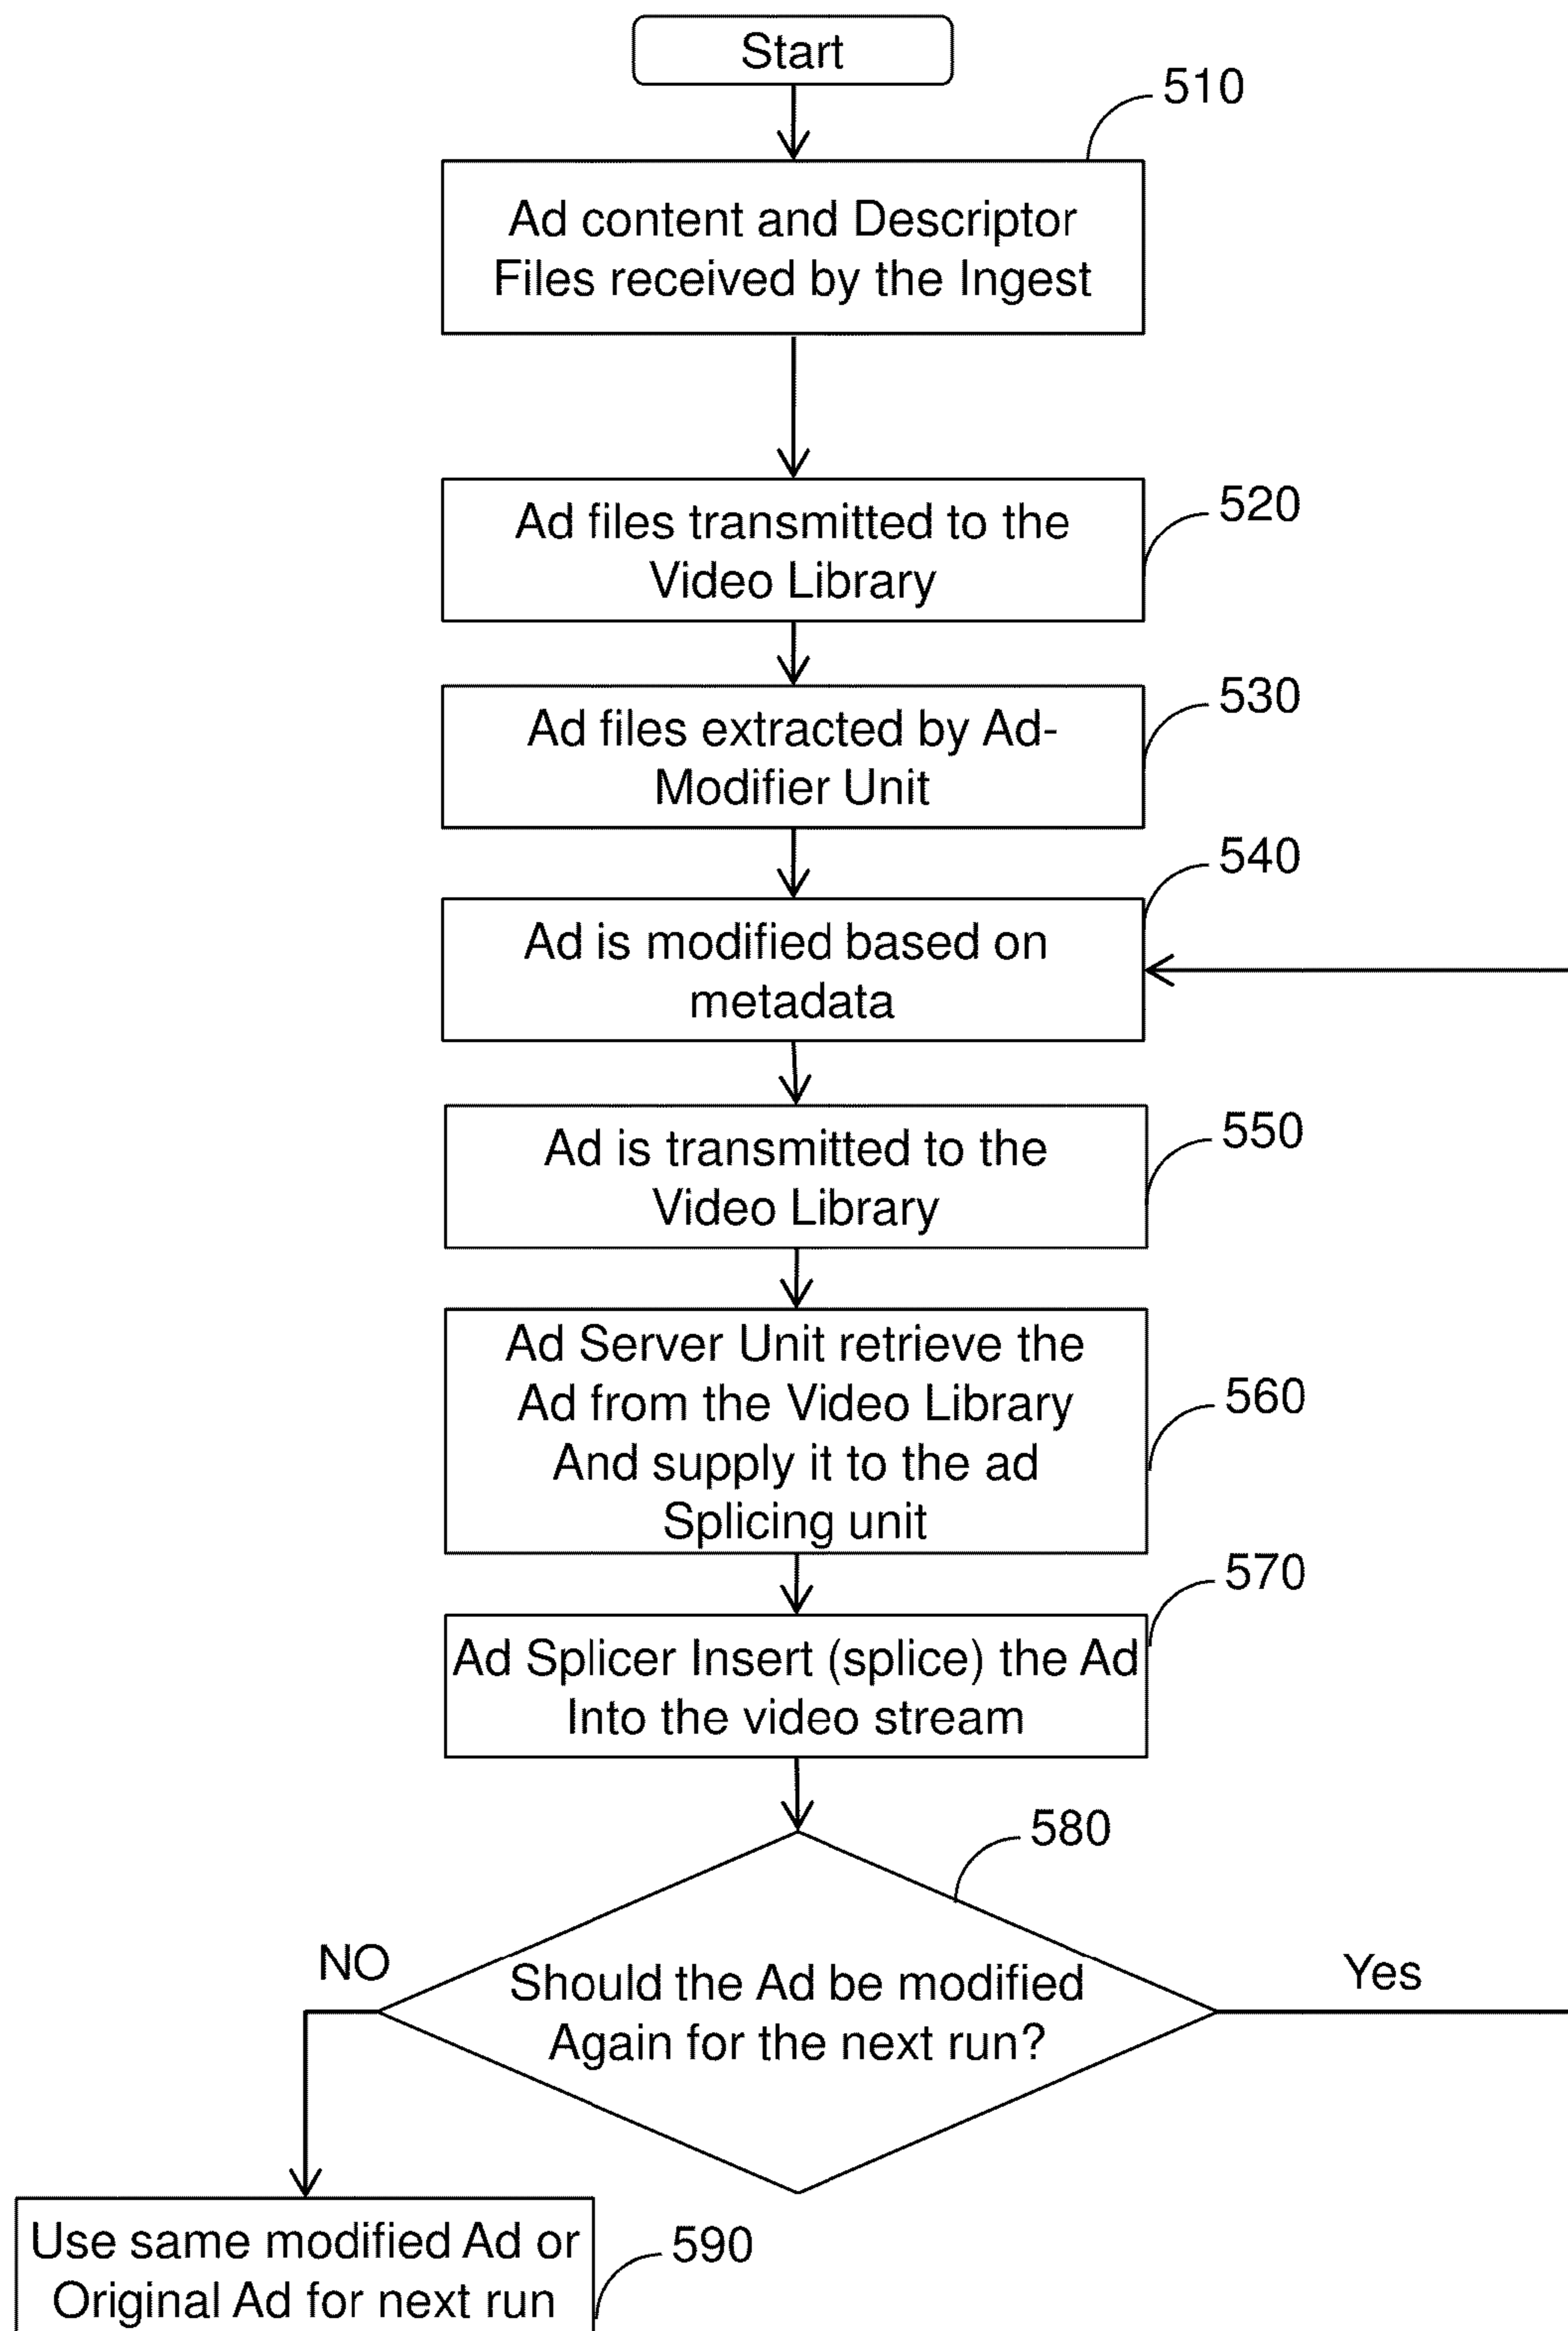 Start
510
Ad content and Descriptor
Files received by the Ingest
520
Ad files transmitted to the
Video Library
530
Ad files extracted by Ad-
Modifier Unit
540
Ad is modified based on
metadata
550
Ad is transmitted to the
Video Library
Ad Server Unit retrieve the
Ad from the Video Library
And supply it to the ad
Splicing unit
560
570
Ad Splicer Insert (splice) the Ad
Into the video stream
580
NO
Yes
Should the Ad be modified
Again for the next run?
Use same modified Ad or
Original Ad for next run
590